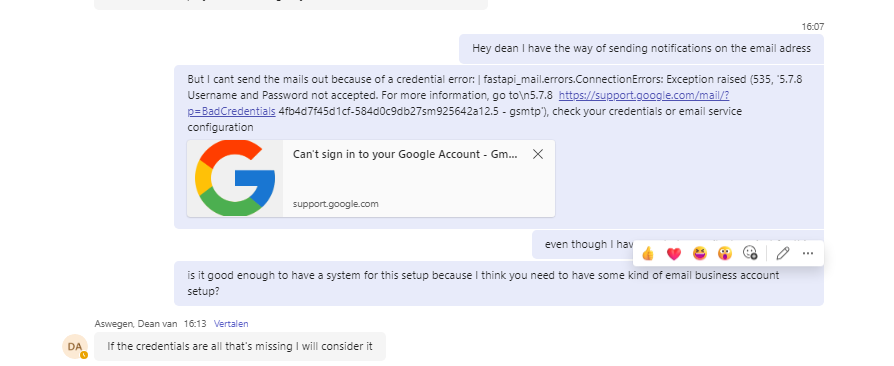 16:07
Hey dean I have the way of sending notifications on the email adress
But I cant send the mails out because of a credential error: | fastapi_mail.errors.ConnectionErrors: Exception raised (535, '5.7.8
Username and Password not accepted. For more information, go to\n5.7.8 https://support.google.com/mail/?
p=BadCredentials 4fb4d7f45d1cf-584d0c9db27sm925642a12.5 - gsmtp'), check your credentials or email service
configuration
Can't sign in to your Google Account - Gm...
support.google.com
even though I hav
is it good enough to have a system for this setup because I think you need to have some kind of email business account
setup?
Aswegen, Dean van 16:13 Vertalen
DA
If the credentials are all that's missing I will consider it